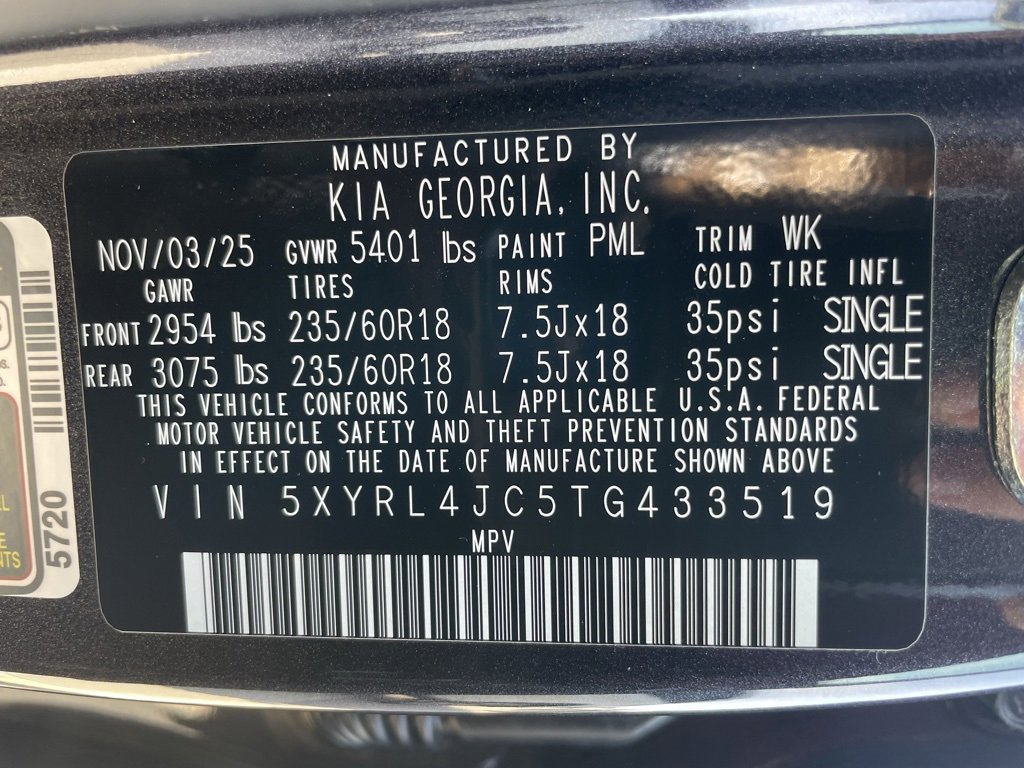 MANUFACTURED BY
KIA GEORGIA, INC.
NOV/03/25 GVWR 5401 lbs PAINT PML TRIM WK
GAWR TIRES RIMS COLD TIRE INFL
FRONT 2954 lbs 235/60R18 7.5Jx18 35psi SINGLE
REAR 3075 lbs 235/60R18 7.5Jx18 35psi SINGLE
THIS VEHICLE CONFORMS TO ALL APPLICABLE U.S.A. FEDERAL
MOTOR VEHICLE SAFETY AND THEFT PREVENTION STANDARDS
IN EFFECT ON THE DATE OF MANUFACTURE SHOWN ABOVE
VIN 5XYRL4JC5TG433519
MPV
5720